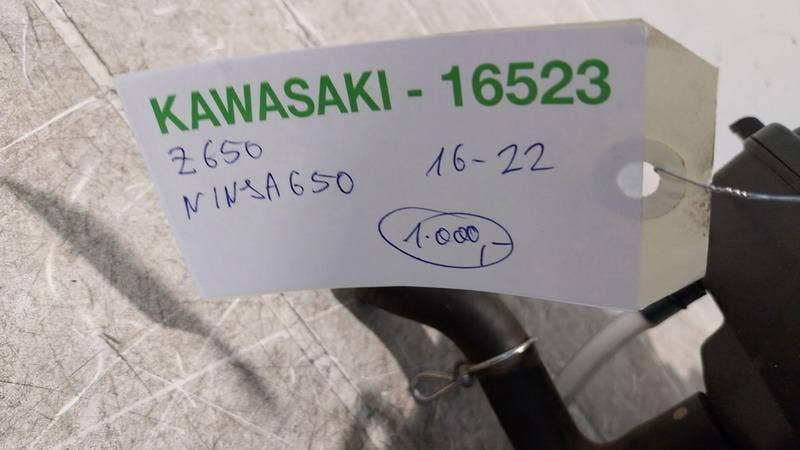 KAWASAKI - 16523
Z650
NINJA650 16-22
1.000,-